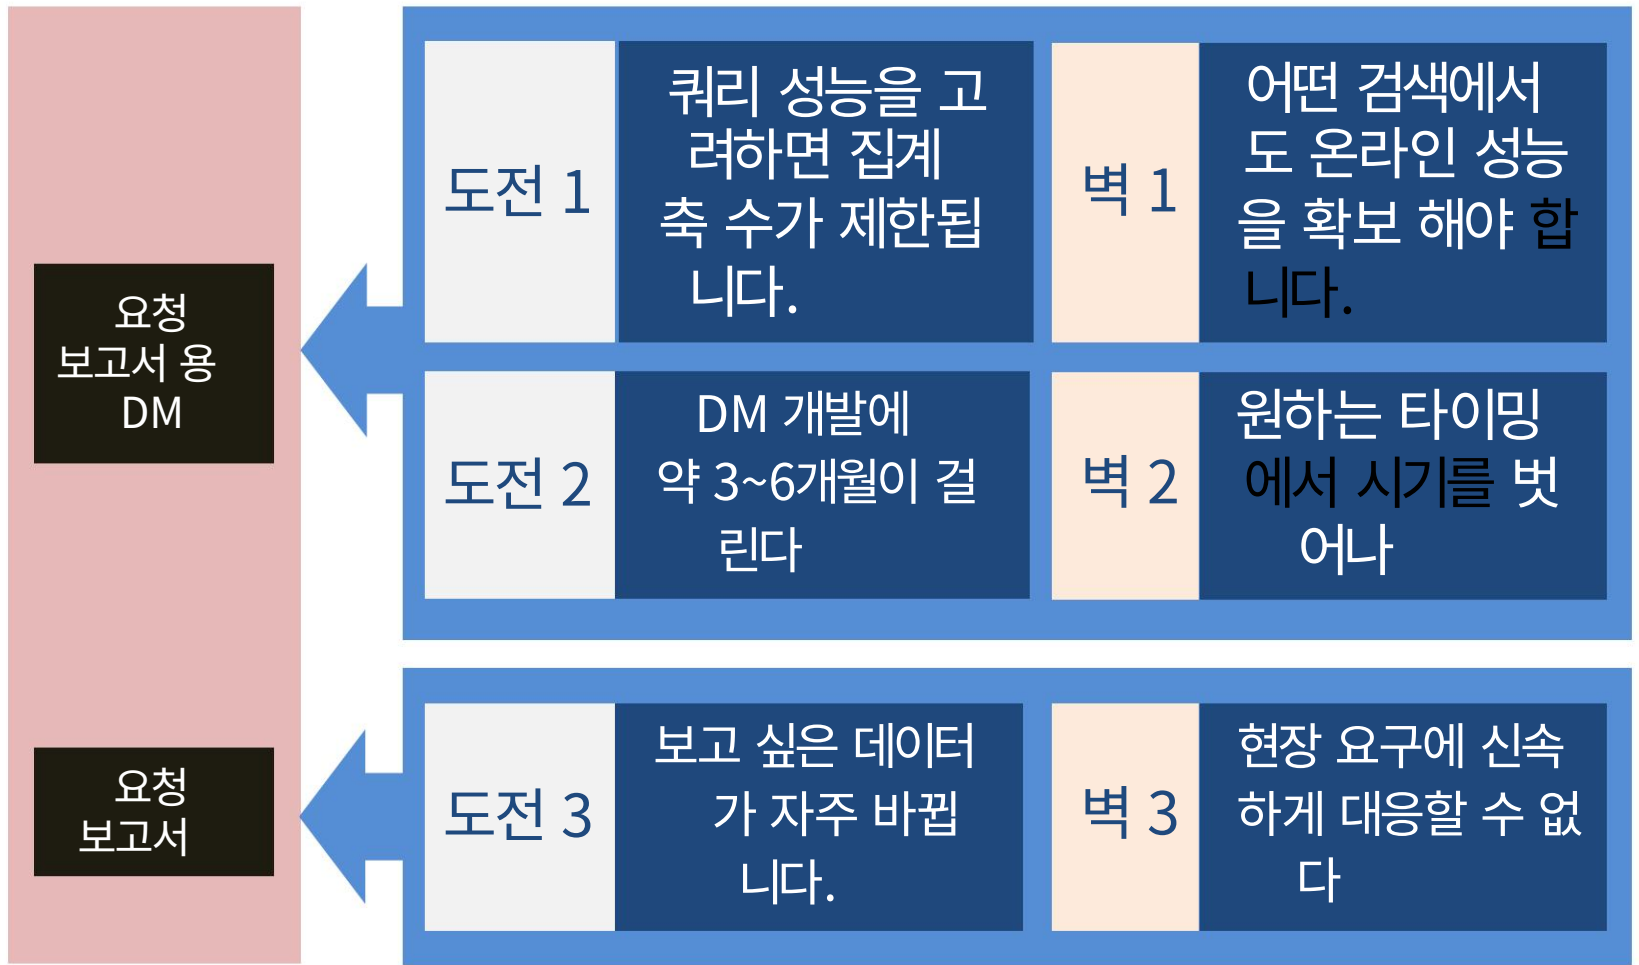 요청
보고서 용
DM
도전 1
쿼리 성능을 고
려하면 집계
축 수가 제한됩
니다.
벽 1
어떤 검색에서
도 온라인 성능
을 확보 해야 합
니다.
도전 2
DM 개발에
약 3~6개월이 걸
린다
벽 2
원하는 타이밍
에서 시기를 벗
어나
요청
보고서
도전 3
보고 싶은 데이터
가 자주 바뀝
니다.
벽 3
현장 요구에 신속
하게 대응할 수 없
다